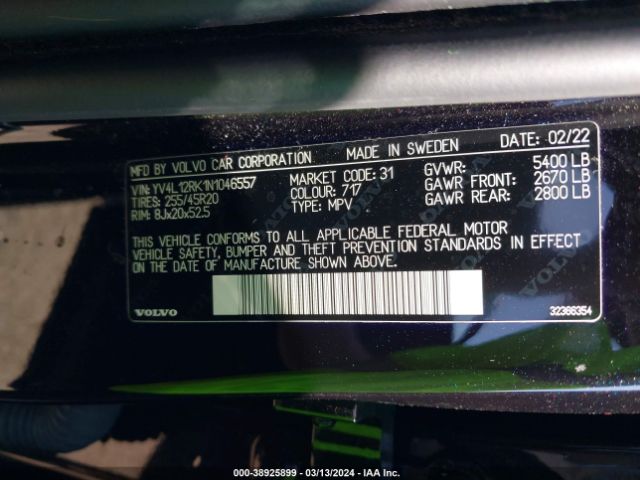 MFD BY VOLVO CAR CORPORATION MADE IN SWEDEN DATE: 02/22
VIN: YV4L12RK1N1046557 MARKET CODE: 31 GVWR: 5400 LB
TIRES: 255/45R20 COLOUR: 717 GAWR FRONT: 2670 LB
RIM: 8Jx20x52.5 TYPE: MPV GAWR REAR: 2800 LB
THIS VEHICLE CONFORMS TO ALL APPLICABLE FEDERAL MOTOR
VEHICLE SAFETY, BUMPER AND THEFT PREVENTION STANDARDS IN EFFECT
ON THE DATE OF MANUFACTURE SHOWN ABOVE.
VOLVO 32366354
000-38925899 — 03/13/2024 — IAA Inc.